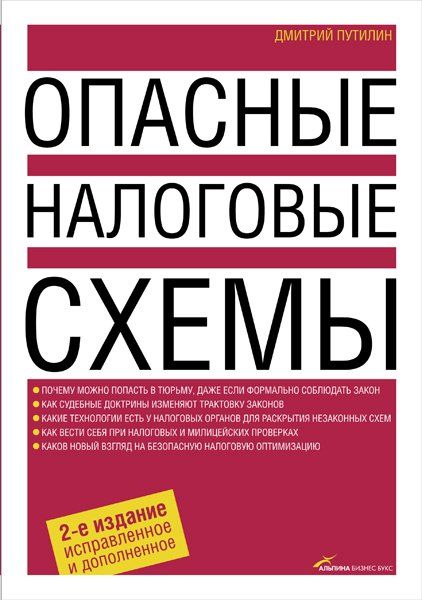 ДМИТРИЙ ПУТИЛИН
ОПАСНЫЕ
НАЛОГОВЫЕ
СХЕМЫ
ПОЧЕМУ МОЖНО ПОПАСТЬ В ТЮРЬМУ, ДАЖЕ ЕСЛИ ФОРМАЛЬНО СОБЛЮДАТЬ ЗАКОН
КАК СУДЕБНЫЕ ДОКТРИНЫ ИЗМЕНЯЮТ ТРАКТОВКУ ЗАКОНОВ
КАКИЕ ТЕХНОЛОГИИ ЕСТЬ У НАЛОГОВЫХ ОРГАНОВ ДЛЯ РАСКРЫТИЯ НЕЗАКОННЫХ СХЕМ
КАК ВЕСТИ СЕБЯ ПРИ НАЛОГОВЫХ И МИЛИЦЕЙСКИХ ПРОВЕРКАХ
КАКОВ НОВЫЙ ВЗГЛЯД НА БЕЗОПАСНУЮ НАЛОГОВУЮ ОПТИМИЗАЦИЮ
2-е издание
исправленное
и дополненное
АЛЬПИНА БИЗНЕС БУКС